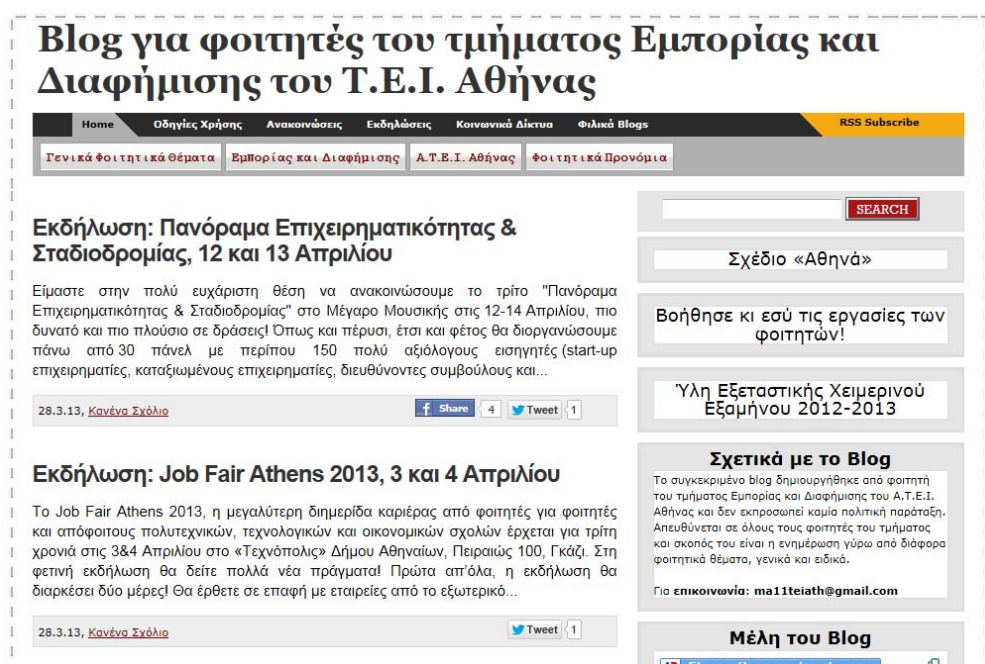 Blog για φοιτητές του τμήματος Εμπορίας και
Διαφήμισης του Τ.Ε.Ι. Αθήνας
Home Οδηγίες Χρήσης Ανακοινώσεις Εκδηλώσεις Κοινωνικά Δίκτυα Φιλικά Blogs RSS Subscribe
Γενικά Φοιτητικά Θέματα Εμπορίας και Διαφήμισης Α.Τ.Ε.Ι. Αθήνας Φοιτητικά Προνόμια
Εκδήλωση: Πανόραμα Επιχειρηματικότητας &
Σταδιοδρομίας, 12 και 13 Απριλίου
Είμαστε στην πολύ ευχάριστη θέση να ανακοινώσουμε το τρίτο "Πανόραμα
Επιχειρηματικότητας & Σταδιοδρομίας" στο Μέγαρο Μουσικής στις 12-14 Απριλίου, πιο
δυνατό και πιο πλούσιο σε δράσεις! Όπως και πέρυσι, έτσι και φέτος θα διοργανώσουμε
πάνω από 30 πάνελ με περίπου 150 πολύ αξιόλογους εισηγητές (start-up
επιχειρηματίες, καταξιωμένους επιχειρηματίες, διευθύνοντες συμβούλους και...
28.3.13, Κανένα Σχόλιο Share 4 Tweet 1
Εκδήλωση: Job Fair Athens 2013, 3 και 4 Απριλίου
Το Job Fair Athens 2013, η μεγαλύτερη διημερίδα καριέρας από φοιτητές για φοιτητές
και απόφοιτους πολυτεχνικών, τεχνολογικών και οικονομικών σχολών έρχεται για τρίτη
χρονιά στις 3&4 Απριλίου στο «Τεχνόπολις» Δήμου Αθηναίων, Πειραιώς 100, Γκάζι. Στη
φετινή εκδήλωση θα δείτε πολλά νέα πράγματα! Πρώτα απ'όλα, η εκδήλωση θα
διαρκέσει δύο μέρες! Θα έρθετε σε επαφή με εταιρείες από το εξωτερικό...
28.3.13, Κανένα Σχόλιο Tweet 1
SEARCH
Σχέδιο «Αθηνά»
Βοήθησε κι εσύ τις εργασίες των
φοιτητών!
Ύλη Εξεταστικής Χειμερινού
Εξαμήνου 2012-2013
Σχετικά με το Blog
Το συγκεκριμένο blog δημιουργήθηκε από φοιτητή
του τμήματος Εμπορίας και Διαφήμισης του Α.Τ.Ε.Ι.
Αθήνας και δεν εκπροσωπεί καμία πολιτική παράταξη.
Απευθύνεται σε όλους τους φοιτητές του τμήματος
και σκοπός του είναι η ενημέρωση γύρω από διάφορα
φοιτητικά θέματα, γενικά και ειδικά.
Για επικοινωνία: ma11teiath@gmail.com
Μέλη του Blog